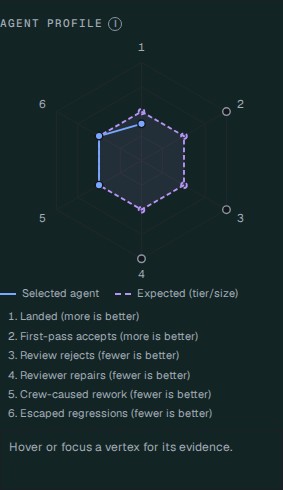 AGENT PROFILE i
1
6
2
5
3
4
Selected agent Expected (tier/size)
1. Landed (more is better)
2. First-pass accepts (more is better)
3. Review rejects (fewer is better)
4. Reviewer repairs (fewer is better)
5. Crew-caused rework (fewer is better)
6. Escaped regressions (fewer is better)
Hover or focus a vertex for its evidence.